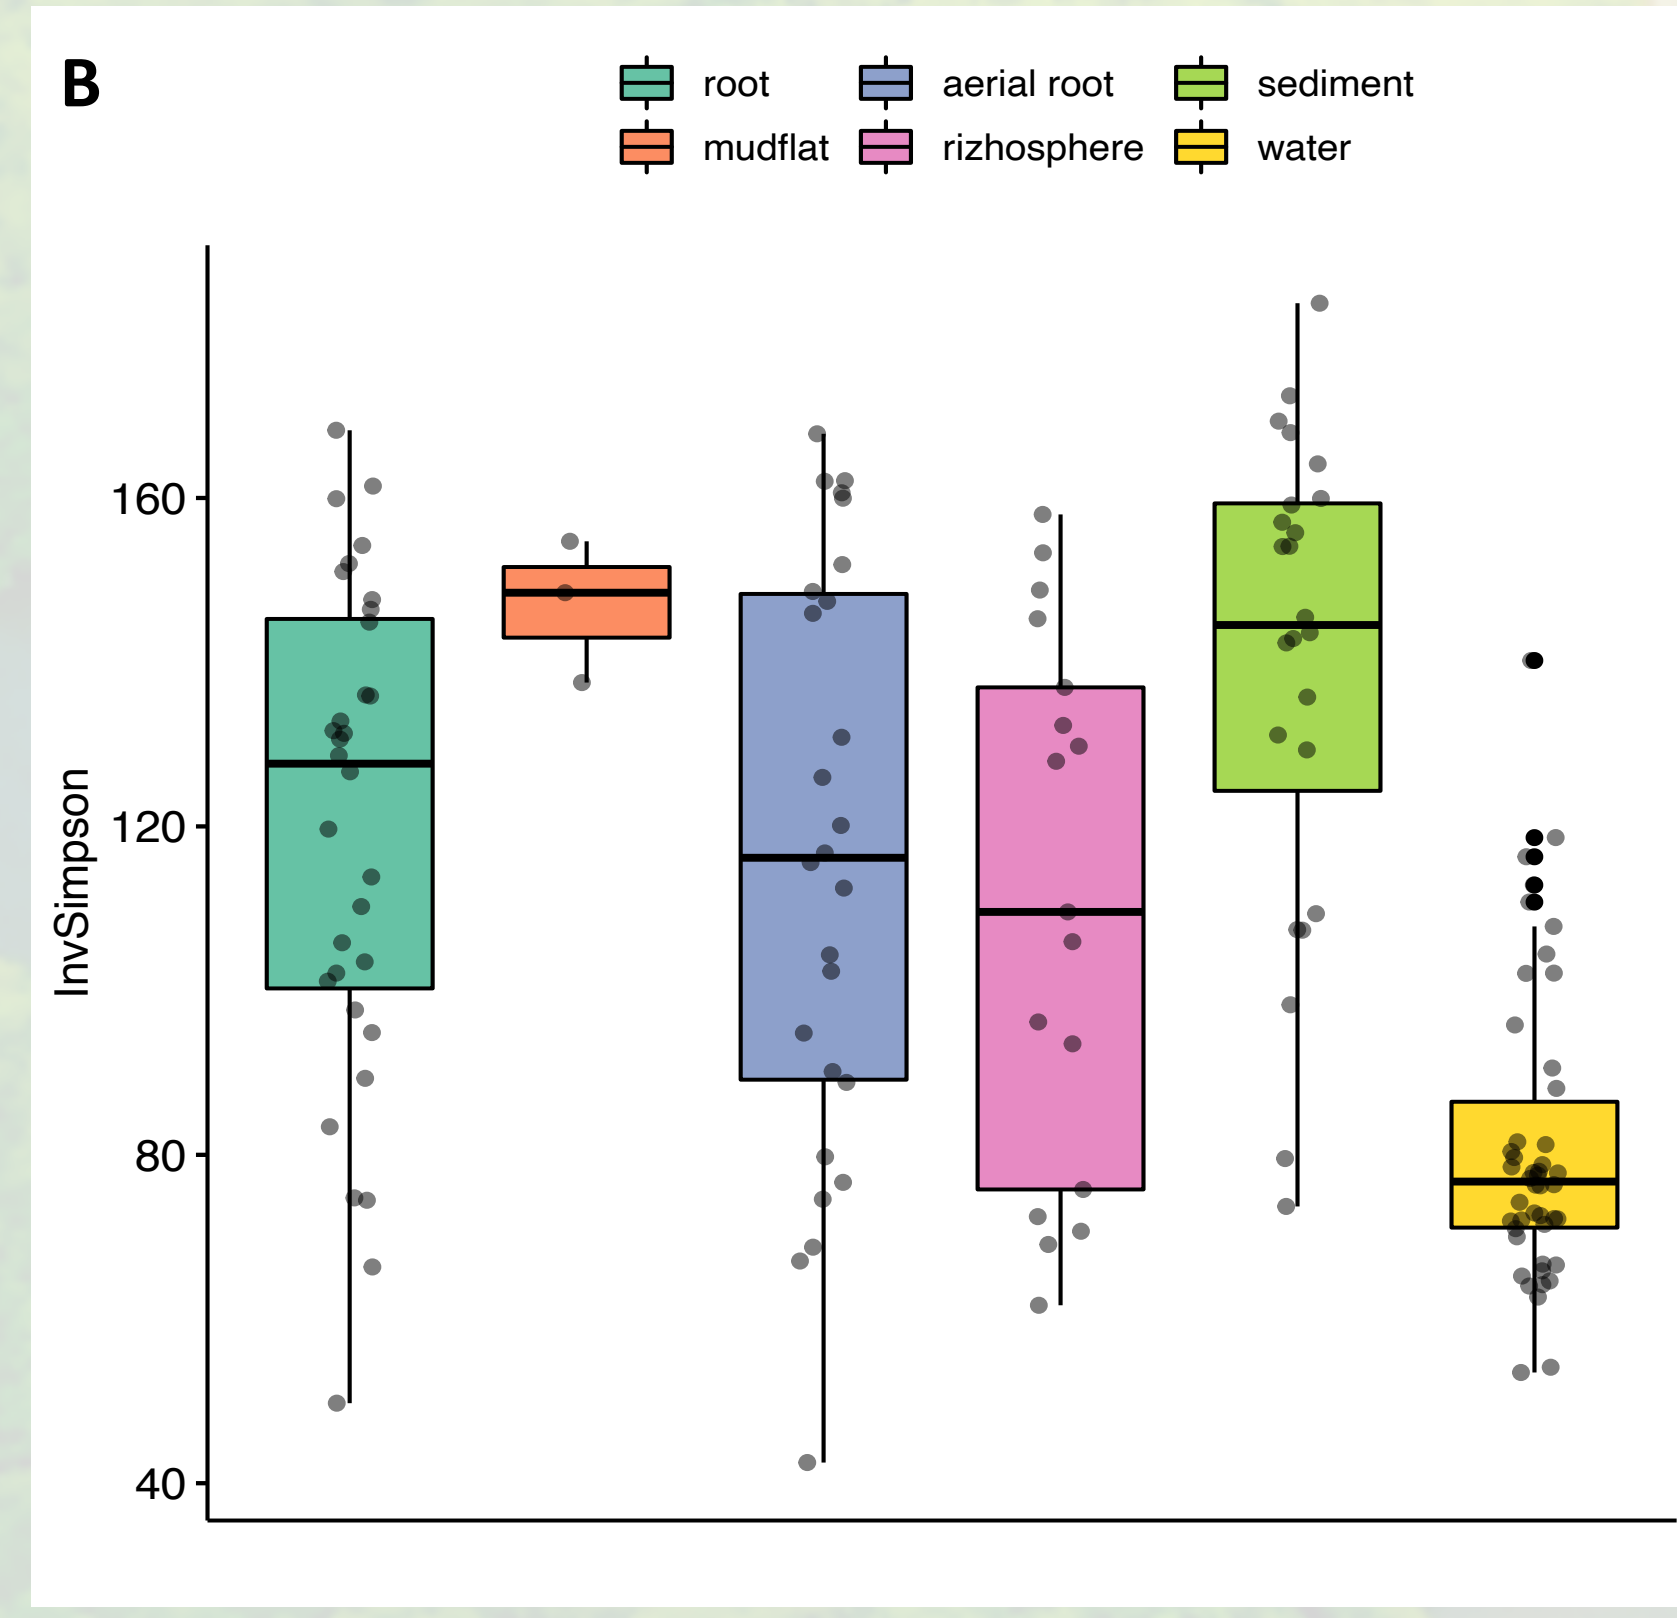 B
root
aerial root
sediment
mudflat
rizhosphere
water
InvSimpson
160
120
80
40